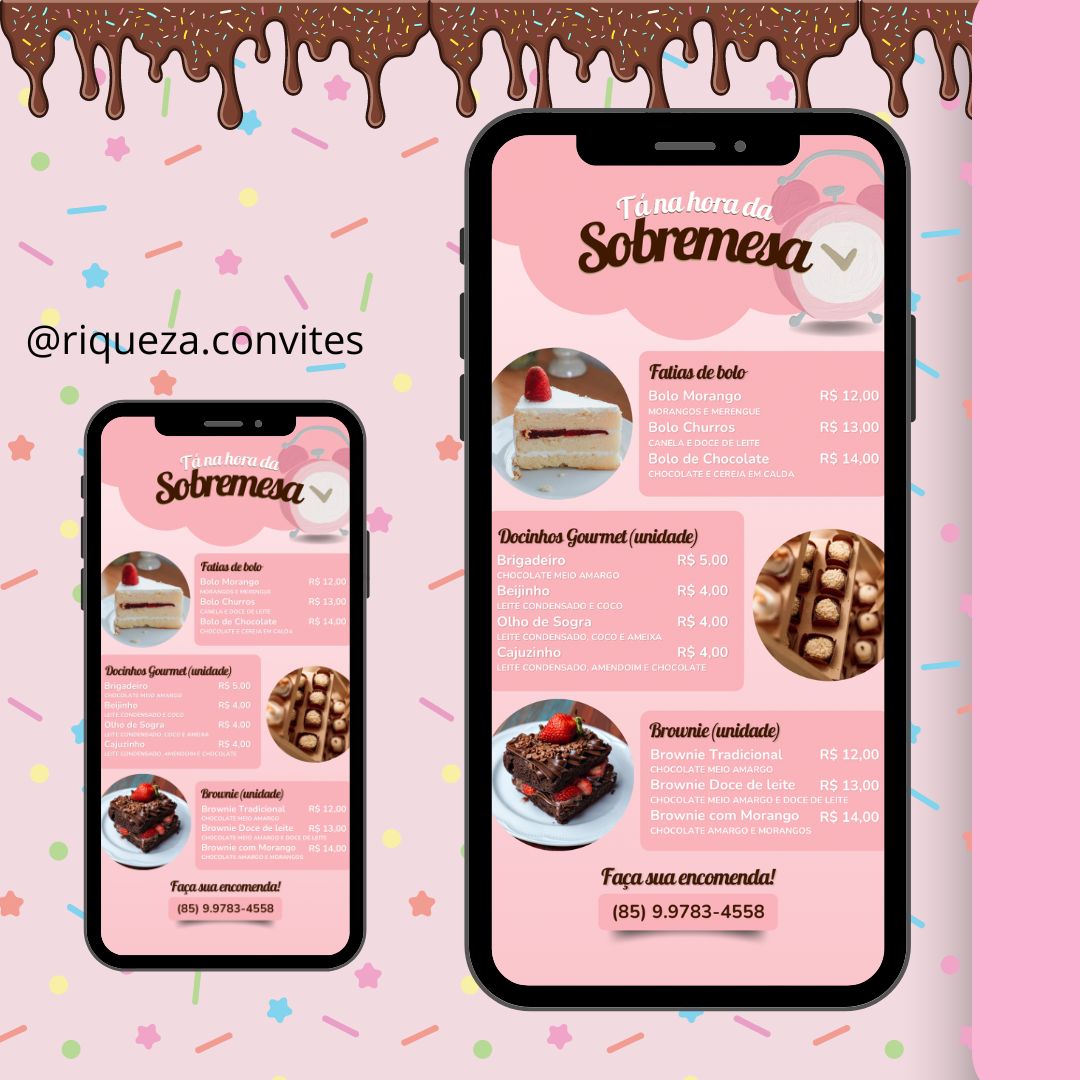 @riqueza.convites
Tá na hora da
Sobremesa
Fatias de bolo
Bolo Morango R$ 12,00
MORANGOS E MERENGUE
Bolo Churros R$ 13,00
CANELA E DOCE DE LEITE
Bolo de Chocolate R$ 14,00
CHOCOLATE E CEREJA EM CALDA
Docinhos Gourmet (unidade)
Brigadeiro R$ 5,00
CHOCOLATE MEIO AMARGO
Beijinho R$ 4,00
LEITE CONDENSADO E COCO
Olho de Sogra R$ 4,00
LEITE CONDENSADO, COCO E AMEIXA
Cajuzinho R$ 4,00
LEITE CONDENSADO, AMENDOIM E CHOCOLATE
Brownie (unidade)
Brownie Tradicional R$ 12,00
CHOCOLATE MEIO AMARGO
Brownie Doce de leite R$ 13,00
CHOCOLATE MEIO AMARGO E DOCE DE LEITE
Brownie com Morango R$ 14,00
CHOCOLATE AMARGO E MORANGOS
Faça sua encomenda!
(85) 9.9783-4558
Tá na hora da
Sobremesa
Fatias de bolo
Bolo Morango R$ 12,00
MORANGOS E MERENGUE
Bolo Churros R$ 13,00
CANELA E DOCE DE LEITE
Bolo de Chocolate R$ 14,00
CHOCOLATE E CEREJA EM CALDA
Docinhos Gourmet (unidade)
Brigadeiro R$ 5,00
CHOCOLATE MEIO AMARGO
Beijinho R$ 4,00
LEITE CONDENSADO E COCO
Olho de Sogra R$ 4,00
LEITE CONDENSADO, COCO E AMEIXA
Cajuzinho R$ 4,00
LEITE CONDENSADO, AMENDOIM E CHOCOLATE
Brownie (unidade)
Brownie Tradicional R$ 12,00
CHOCOLATE MEIO AMARGO
Brownie Doce de leite R$ 13,00
CHOCOLATE MEIO AMARGO E DOCE DE LEITE
Brownie com Morango R$ 14,00
CHOCOLATE AMARGO E MORANGOS
Faça sua encomenda!
(85) 9.9783-4558